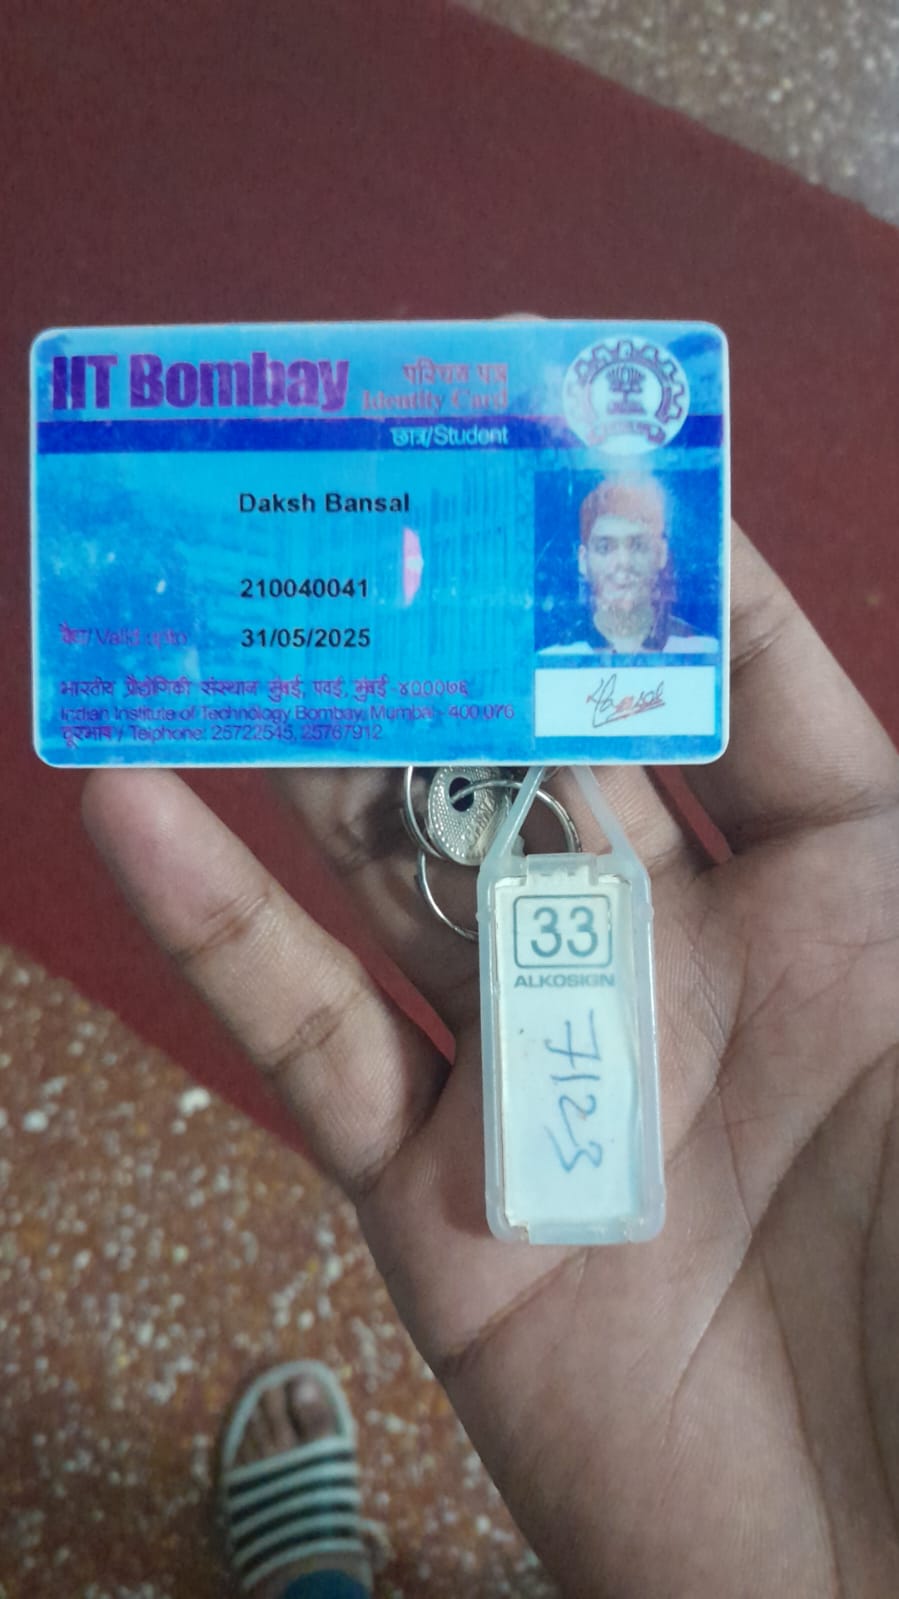 IIT Bombay
परिचय पत्र
Identity Card
छात्र/Student
Daksh Bansal
210040041
वैध/Valid upto: 31/05/2025
भारतीय प्रौद्योगिकी संस्थान मुंबई, पवई, मुंबई -४०००७६
Indian Institute of Technology Bombay, Mumbai - 400 076
दूरभाष / Telphone: 25722545, 25767912
33
ALKOSIGN
7123